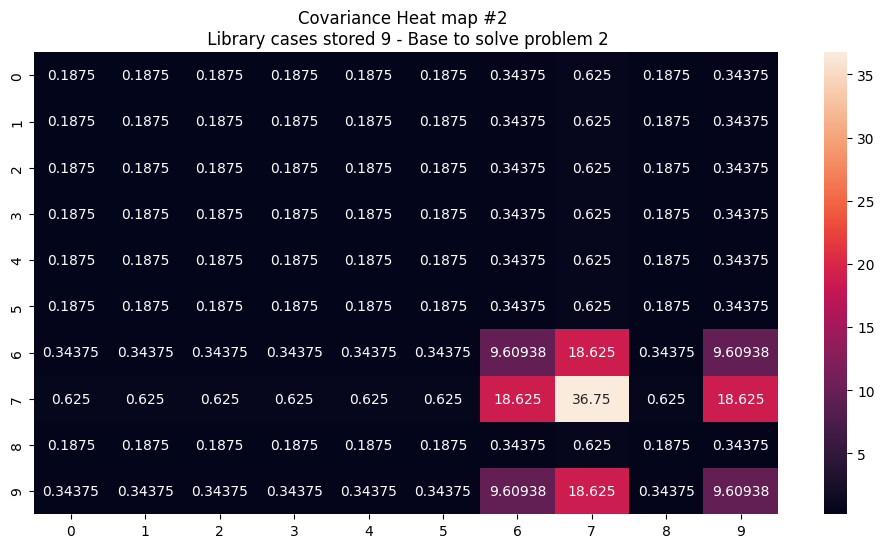 Covariance Heat map #2
Library cases stored 9 - Base to solve problem 2
0 0.1875 0.1875 0.1875 0.1875 0.1875 0.1875 0.34375 0.625 0.1875 0.34375
1 0.1875 0.1875 0.1875 0.1875 0.1875 0.1875 0.34375 0.625 0.1875 0.34375
2 0.1875 0.1875 0.1875 0.1875 0.1875 0.1875 0.34375 0.625 0.1875 0.34375
3 0.1875 0.1875 0.1875 0.1875 0.1875 0.1875 0.34375 0.625 0.1875 0.34375
4 0.1875 0.1875 0.1875 0.1875 0.1875 0.1875 0.34375 0.625 0.1875 0.34375
5 0.1875 0.1875 0.1875 0.1875 0.1875 0.1875 0.34375 0.625 0.1875 0.34375
6 0.34375 0.34375 0.34375 0.34375 0.34375 0.34375 9.60938 18.625 0.34375 9.60938
7 0.625 0.625 0.625 0.625 0.625 0.625 18.625 36.75 0.625 18.625
8 0.1875 0.1875 0.1875 0.1875 0.1875 0.1875 0.34375 0.625 0.1875 0.34375
9 0.34375 0.34375 0.34375 0.34375 0.34375 0.34375 9.60938 18.625 0.34375 9.60938
0 1 2 3 4 5 6 7 8 9
35
30
25
20
15
10
5